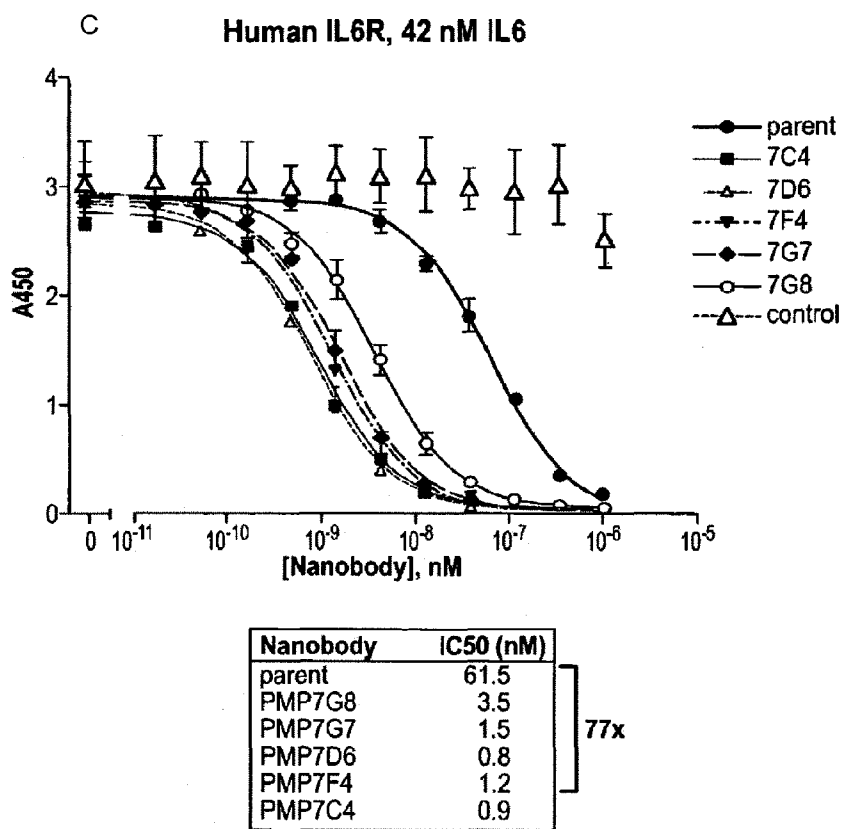 C
Human IL6R, 42 nM IL6
4
3
2
1
0
A450
0 10⁻¹¹ 10⁻¹⁰ 10⁻⁹ 10⁻⁸ 10⁻⁷ 10⁻⁶ 10⁻⁵
[Nanobody], nM
parent
7C4
7D6
7F4
7G7
7G8
control
Nanobody IC50 (nM)
parent 61.5
PMP7G8 3.5
PMP7G7 1.5
PMP7D6 0.8
PMP7F4 1.2
PMP7C4 0.9
77x